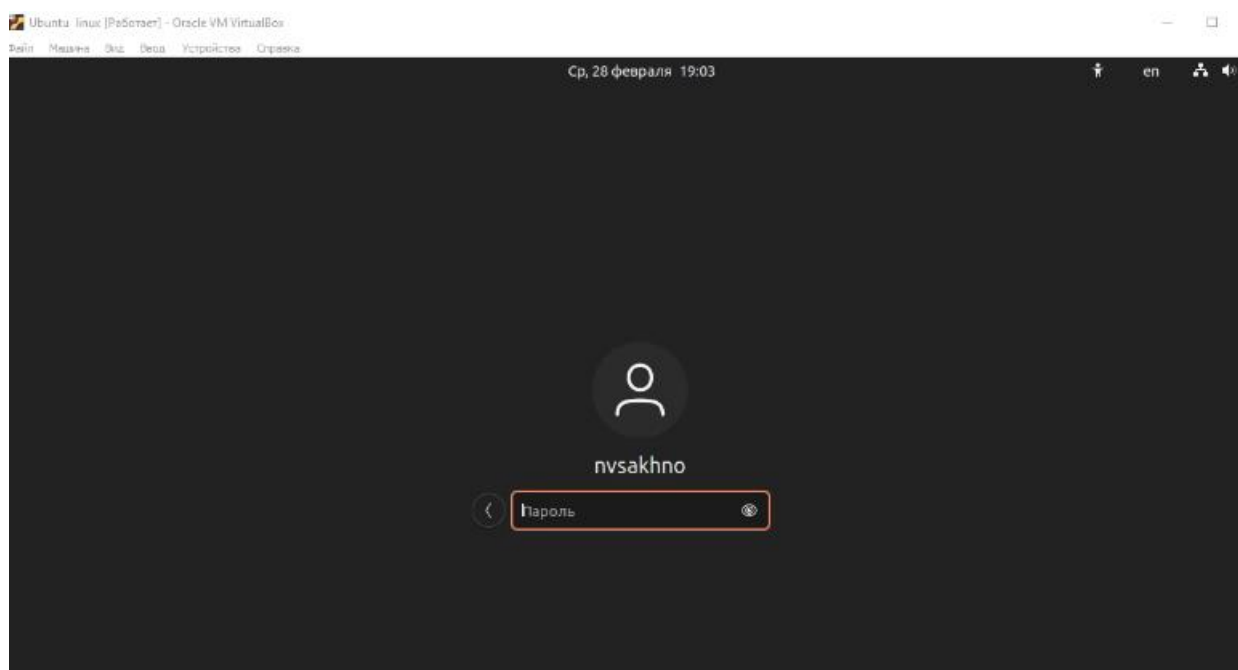 Ubuntu linux [Работает] - Oracle VM VirtualBox
Файл Машина Вид Ввод Устройства Справка
Ср, 28 февраля 19:03
en
nvsakhno
Пароль